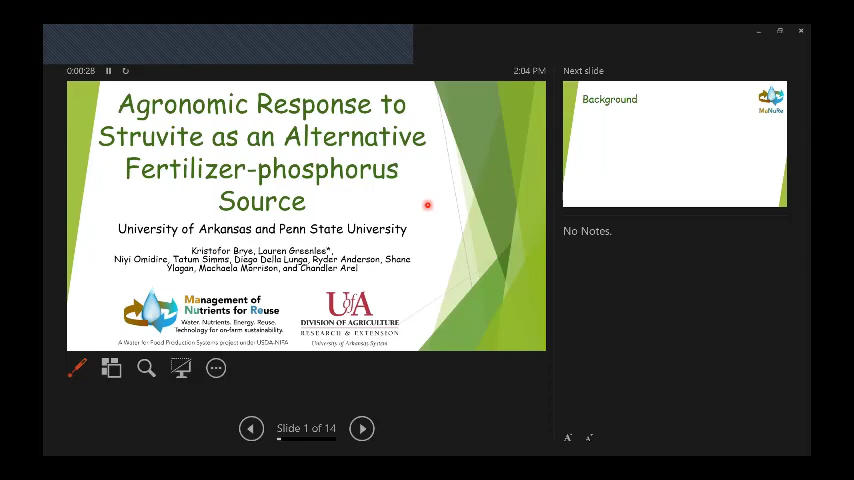 0:00:28
2:04 PM
Next slide
Agronomic Response to
Struvite as an Alternative
Fertilizer-phosphorus
Source
University of Arkansas and Penn State University
Kristofor Brye, Lauren Greenlee*,
Niyi Omidire, Tatum Simms, Diego Della Lunga, Ryder Anderson, Shane
Ylagan, Machaela Morrison, and Chandler Arel
Management of
Nutrients for Reuse
Water. Nutrients. Energy. Reuse.
Technology for on-farm sustainability.
A Water for Food Production Systems project under USDA-NIFA
UofA
DIVISION OF AGRICULTURE
RESEARCH & EXTENSION
University of Arkansas System
Background
MaNuRe
No Notes.
Slide 1 of 14
A
A